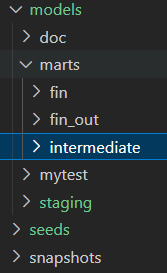 models
doc
marts
fin
fin_out
intermediate
mytest
staging
seeds
snapshots